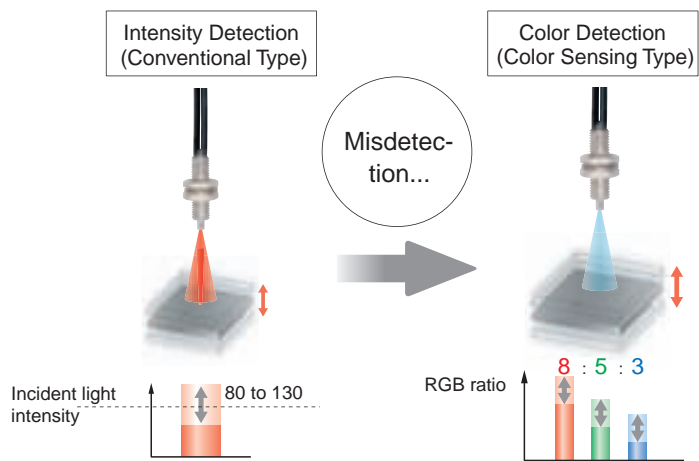 Intensity Detection
(Conventional Type)
Misdetec-
tion...
Color Detection
(Color Sensing Type)
Incident light
intensity
80 to 130
RGB ratio
8 : 5 : 3